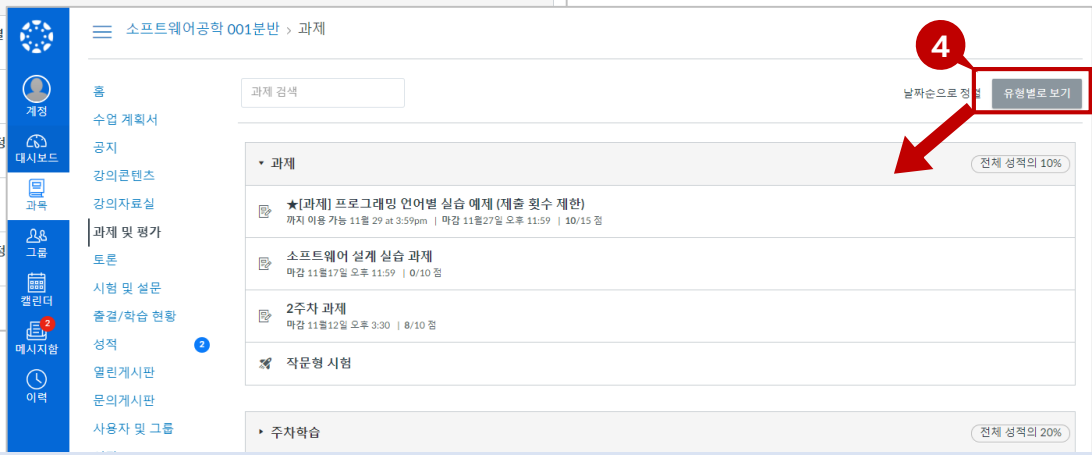 소프트웨어공학 001분반 › 과제
4
과제 검색
날짜순으로 정렬
유형별로 보기
계정
대시보드
과목
그룹
캘린더
2
메시지함
이력
홈
수업 계획서
공지
강의콘텐츠
강의자료실
과제 및 평가
토론
시험 및 설문
출결/학습 현황
성적 2
열린게시판
문의게시판
사용자 및 그룹
과제
전체 성적의 10%
★[과제] 프로그래밍 언어별 실습 예제 (제출 횟수 제한)
까지 이용 가능 11월 29 at 3:59pm | 마감 11월27일 오후 11:59 | 10/15 점
소프트웨어 설계 실습 과제
마감 11월17일 오후 11:59 | 0/10 점
2주차 과제
마감 11월12일 오후 3:30 | 8/10 점
작문형 시험
주차학습
전체 성적의 20%